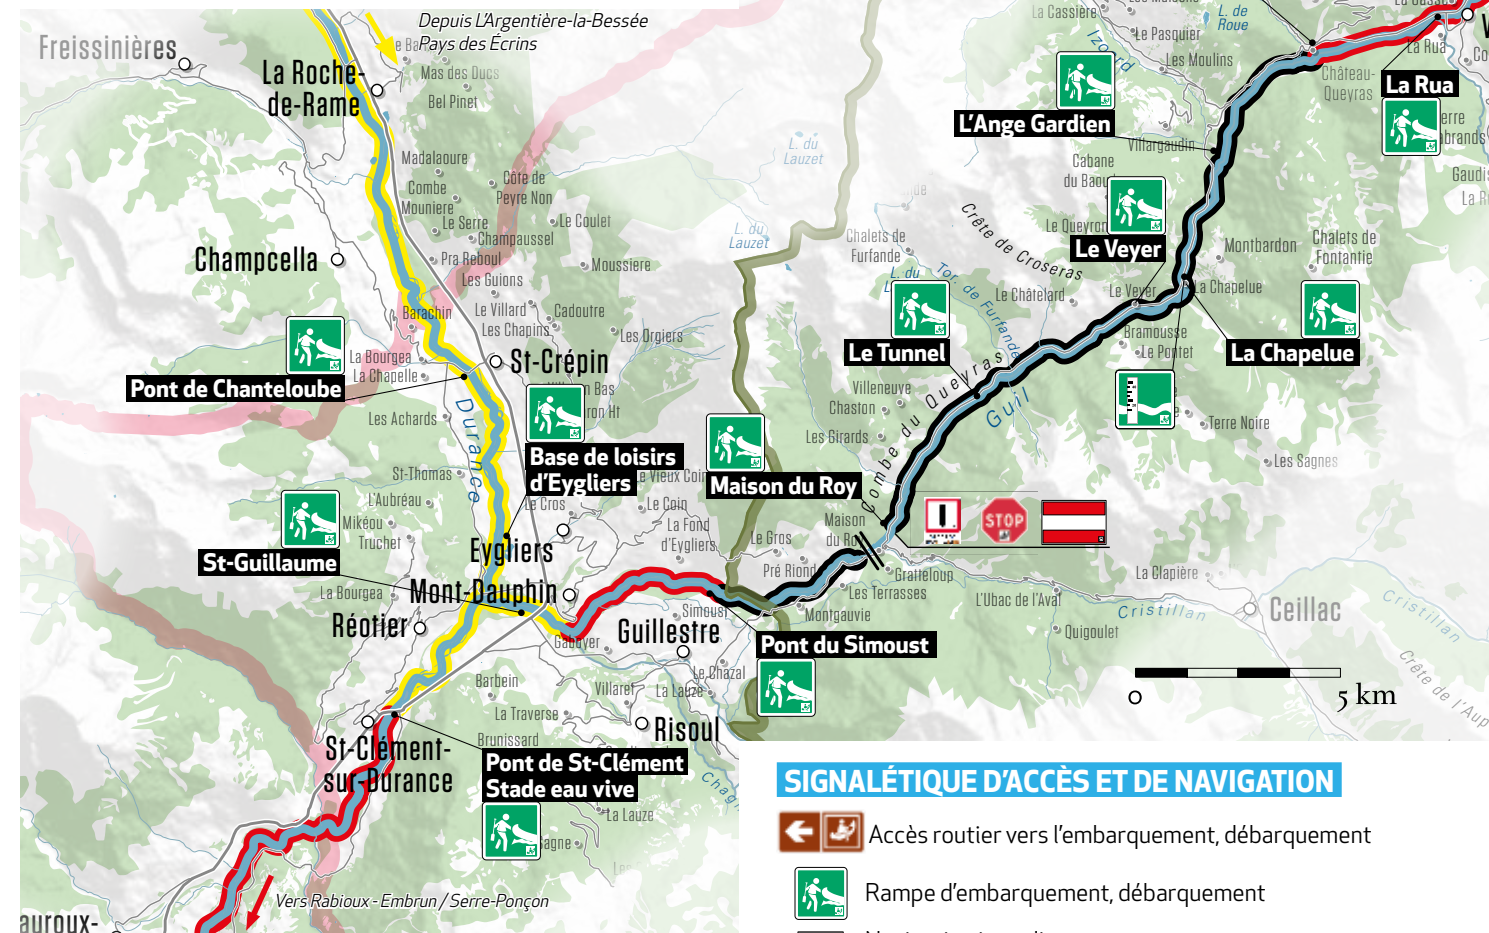 Depuis L'Argentière-la-Bessée
Pays des Écrins
Freissinières
La Roche-
de-Rame
Mas des Ducs
Bel Pinet
Madalaoure
Combe
Mouniere
Côte de
Peyre Non
Le Serre
Le Coulet
Champaussel
Champcella
Pra Reboul
Moussiere
Les Guions
Le Villard
Cadoutre
Barachin
Les Chapins
Les Orgiers
La Bourgea
La Chapelle
St-Crépin
Pont de Chanteloube
Les Achards
Durance
Base de loisirs
d'Eygliers
St-Thomas
L'Aubréau
Mikéou
Truchet
Le Cros
Le Coin
La Font
d'Eygliers
St-Guillaume
Eygliers
Mont-Dauphin
La Bourgea
Réotier
Gabuyer
Simoust
Guillestre
Barbein
Villaret
Le Chazal
La Lauze
La Traverse
Risoul
Brunissard
St-Clément-
sur-Durance
Pont de St-Clément
Stade eau vive
La Lauze
Vers Rabioux - Embrun / Serre-Ponçon
La Cassière
Le Pasquier
L. de
Roue
Izoard
Les Moulins
Château-
Queyras
La Rua
La Rua
L'Ange Gardien
Villargaudin
L. du
Lauzet
L. du
Lauzet
Cabane
Le Veyer
Crête de Croseras
Chalets de
Furfande
Tor. de Furfande
Le Châtelard
Le Veyer
La Chapelue
Montbardon
Chalets de
Fontantie
Bramousse
Le Pontet
La Chapelue
Le Tunnel
Villeneuve
Chaston
Les Girards
Combe du Queyras
Guil
Terre Noire
Les Sagnes
Maison du Roy
Maison
STOP
Le Gros
Pré Riond
Gratteloup
Les Terrasses
Montgauvie
L'Ubac de l'Aval
La Clapière
Cristillan
Ceillac
Cristillan
Quigoulet
Pont du Simoust
0
5 km
SIGNALÉTIQUE D'ACCÈS ET DE NAVIGATION
Accès routier vers l'embarquement, débarquement
Rampe d'embarquement, débarquement